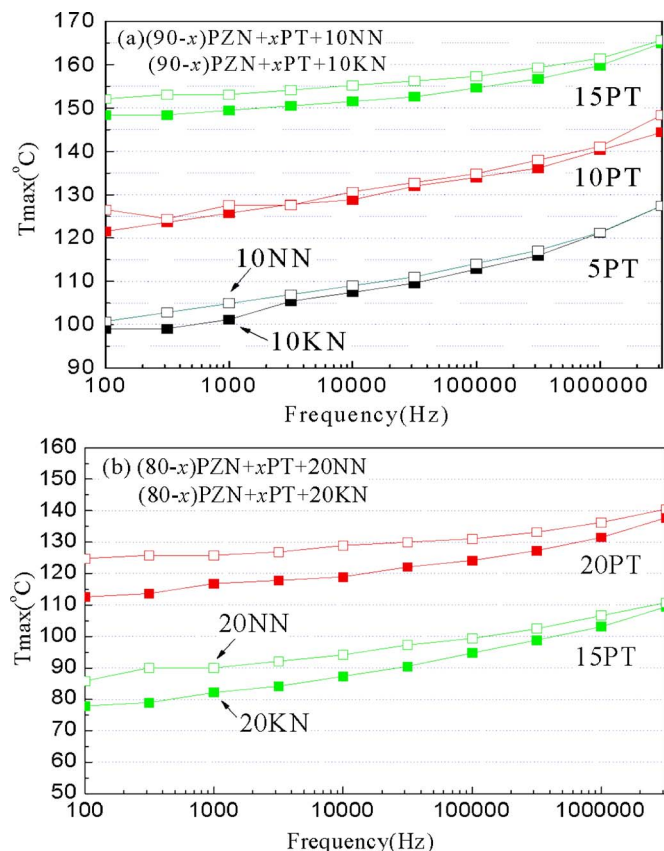 170
160
150
140
130
120
110
100
90
Tmax(°C)
(a)(90-x)PZN+xPT+10NN
(90-x)PZN+xPT+10KN
15PT
10PT
10NN
5PT
10KN
100 1000 10000 100000 1000000
Frequency(Hz)
160
150
140
130
120
110
100
90
80
70
60
50
Tmax(°C)
(b) (80-x)PZN+xPT+20NN
(80-x)PZN+xPT+20KN
20PT
20NN
15PT
20KN
100 1000 10000 100000 1000000
Frequency(Hz)